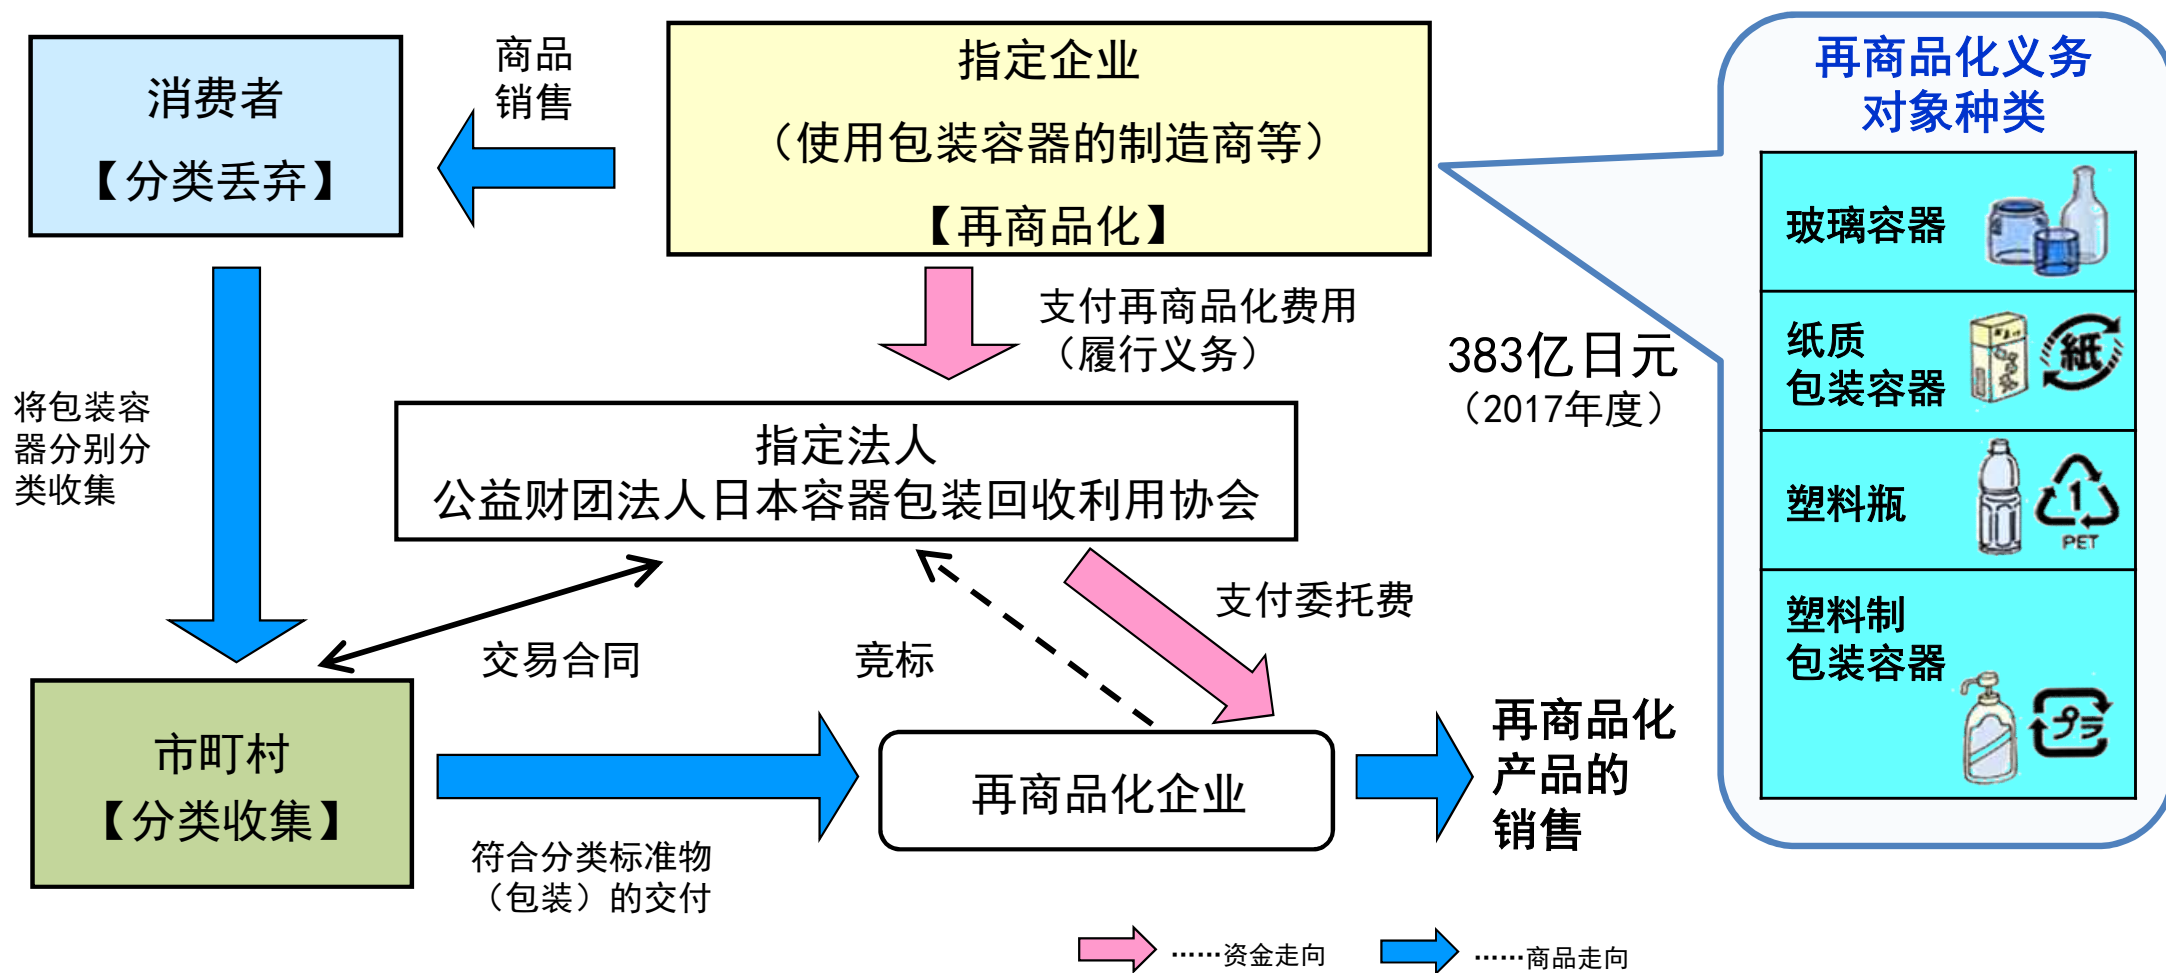 消费者
【分类丢弃】
商品
销售
指定企业
（使用包装容器的制造商等）
【再商品化】
再商品化义务
对象种类
玻璃容器
纸质
包装容器
紙
塑料瓶
1
PET
塑料制
包装容器
プラ
支付再商品化费用
（履行义务）
383亿日元
（2017年度）
将包装容
器分别分
类收集
指定法人
公益财团法人日本容器包装回收利用协会
交易合同
竞标
支付委托费
市町村
【分类收集】
符合分类标准物
（包装）的交付
再商品化企业
再商品化
产品的
销售
……资金走向
……商品走向